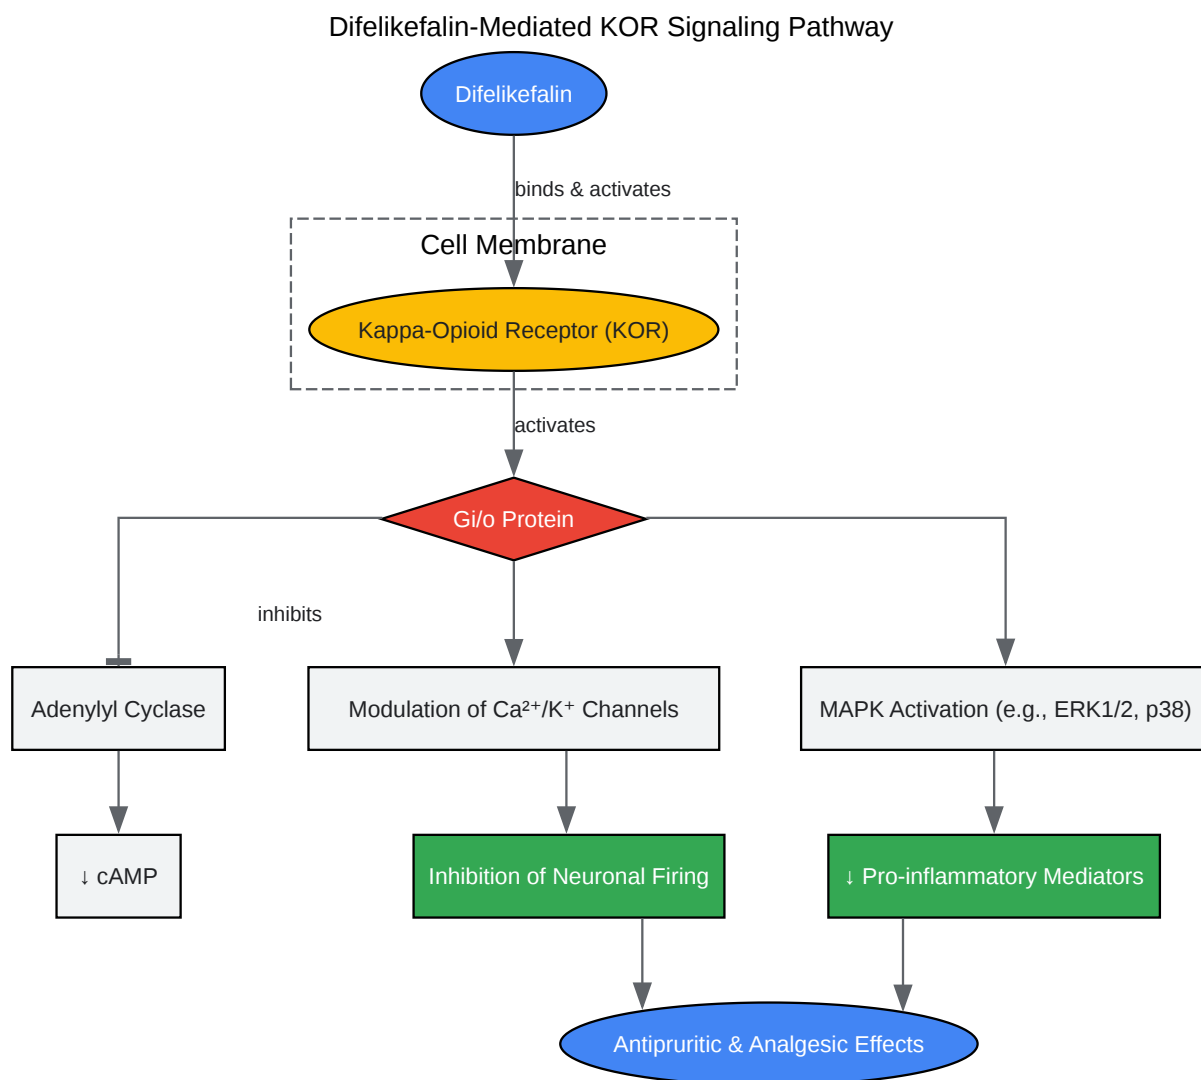 Difelikefalin-Mediated KOR Signaling Pathway
Difelikefalin
binds & activates
Cell Membrane
Kappa-Opioid Receptor (KOR)
activates
Gi/o Protein
inhibits
Adenylyl Cyclase
Modulation of Ca²⁺/K⁺ Channels
MAPK Activation (e.g., ERK1/2, p38)
↓ cAMP
Inhibition of Neuronal Firing
↓ Pro-inflammatory Mediators
Antipruritic & Analgesic Effects